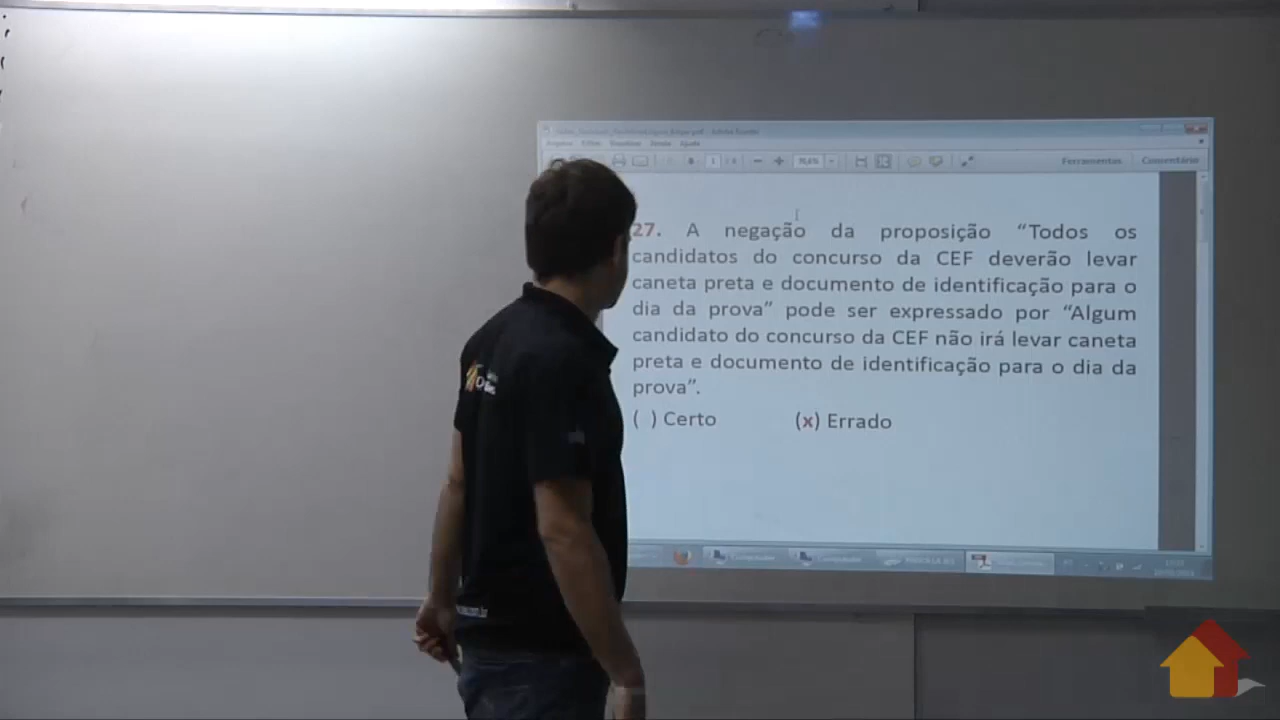 Ferramentas
Comentário
27. A negação da proposição “Todos os
candidatos do concurso da CEF deverão levar
caneta preta e documento de identificação para o
dia da prova” pode ser expressado por “Algum
candidato do concurso da CEF não irá levar caneta
preta e documento de identificação para o dia da
prova”.
( ) Certo (x) Errado